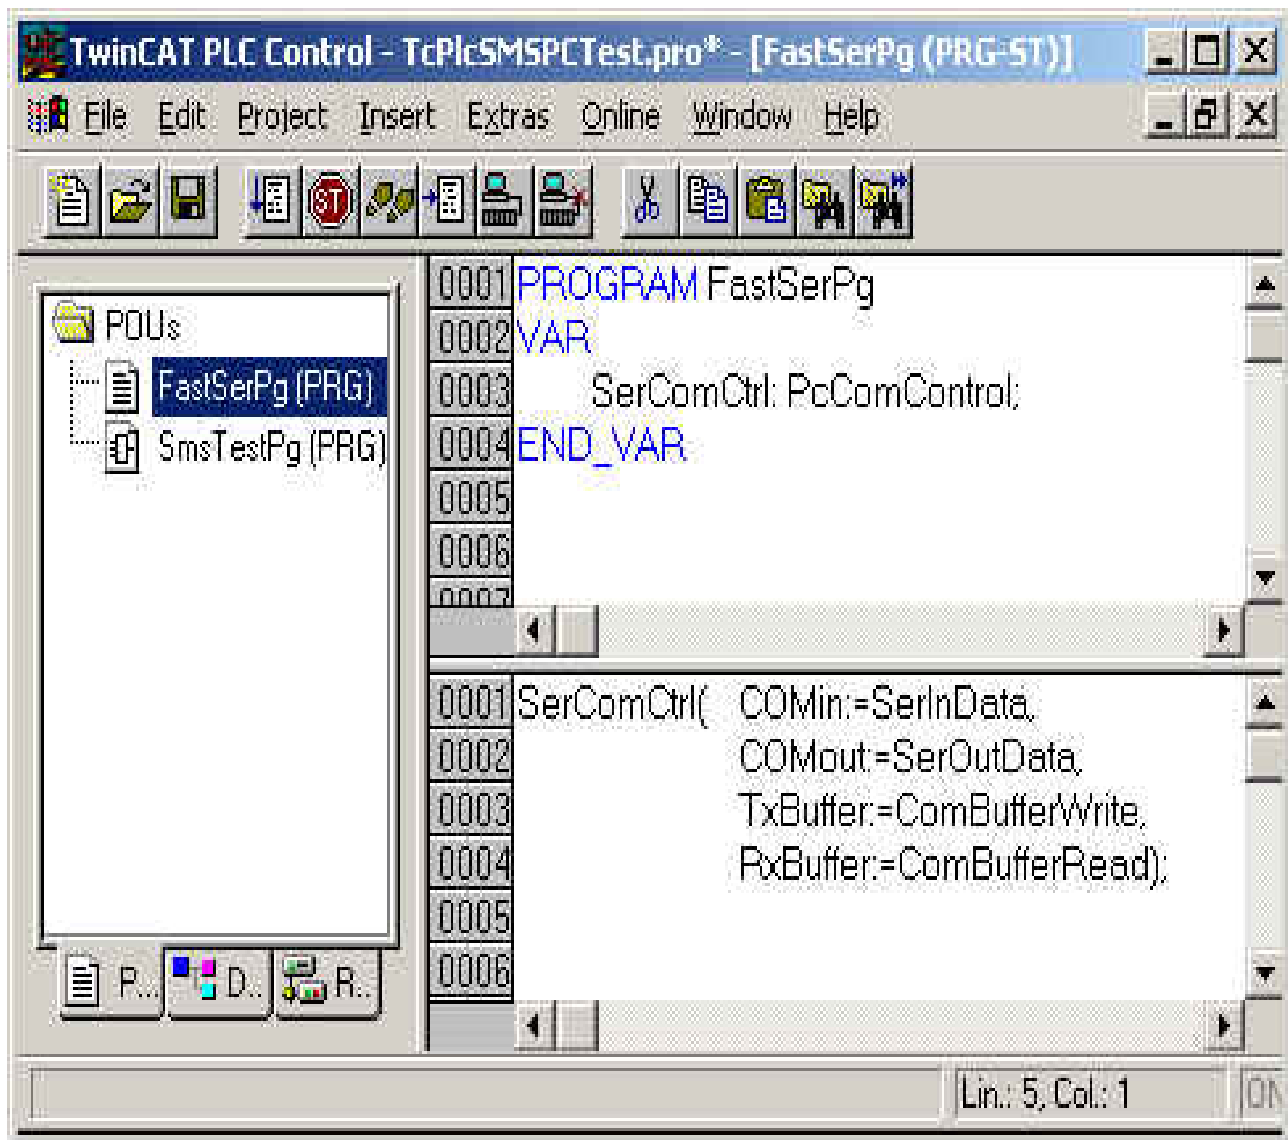 TwinCAT PLC Control - TcPlcSMSPCTest.pro* - [FastSerPg (PRG-ST)]
File Edit Project Insert Extras Online Window Help
ST
POUs
FastSerPg (PRG)
SmsTestPg (PRG)
P... D.. R..
0001 PROGRAM FastSerPg
0002 VAR
0003 SerComCtrl: PcComControl;
0004 END_VAR
0005
0006
0007
0001 SerComCtrl( COMin:=SerInData,
0002 COMout:=SerOutData,
0003 TxBuffer:=ComBufferWrite,
0004 RxBuffer:=ComBufferRead);
0005
0006
Lin.: 5, Col.: 1